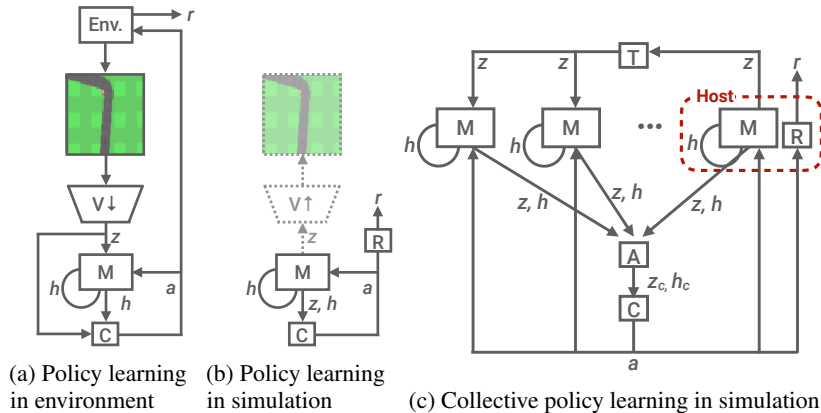 Env.
r
V↓
z
M
h
h
a
C
(a) Policy learning
in environment
V↑
z
r
R
M
h
z, h
a
C
(b) Policy learning
in simulation
T
z
z
z
r
Host
M
M
...
M
R
h
h
h
z, h
z, h
z, h
A
z_c, h_c
C
a
(c) Collective policy learning in simulation